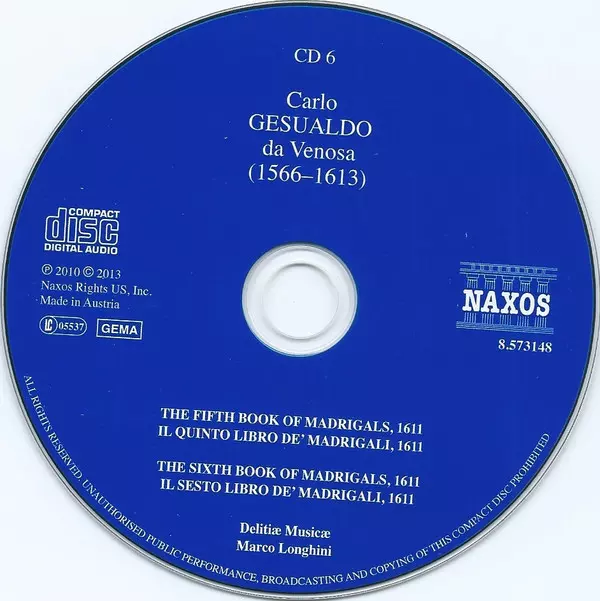 CD 6
Carlo
GESUALDO
da Venosa
(1566–1613)
COMPACT
disc
DIGITAL AUDIO
℗ 2010 © 2013
Naxos Rights US, Inc.
Made in Austria
LC 05537
GEMA
NAXOS
8.573148
THE FIFTH BOOK OF MADRIGALS, 1611
IL QUINTO LIBRO DE’ MADRIGALI, 1611
THE SIXTH BOOK OF MADRIGALS, 1611
IL SESTO LIBRO DE’ MADRIGALI, 1611
Delitiæ Musicæ
Marco Longhini
ALL RIGHTS RESERVED. UNAUTHORISED PUBLIC PERFORMANCE, BROADCASTING AND COPYING OF THIS COMPACT DISC PROHIBITED